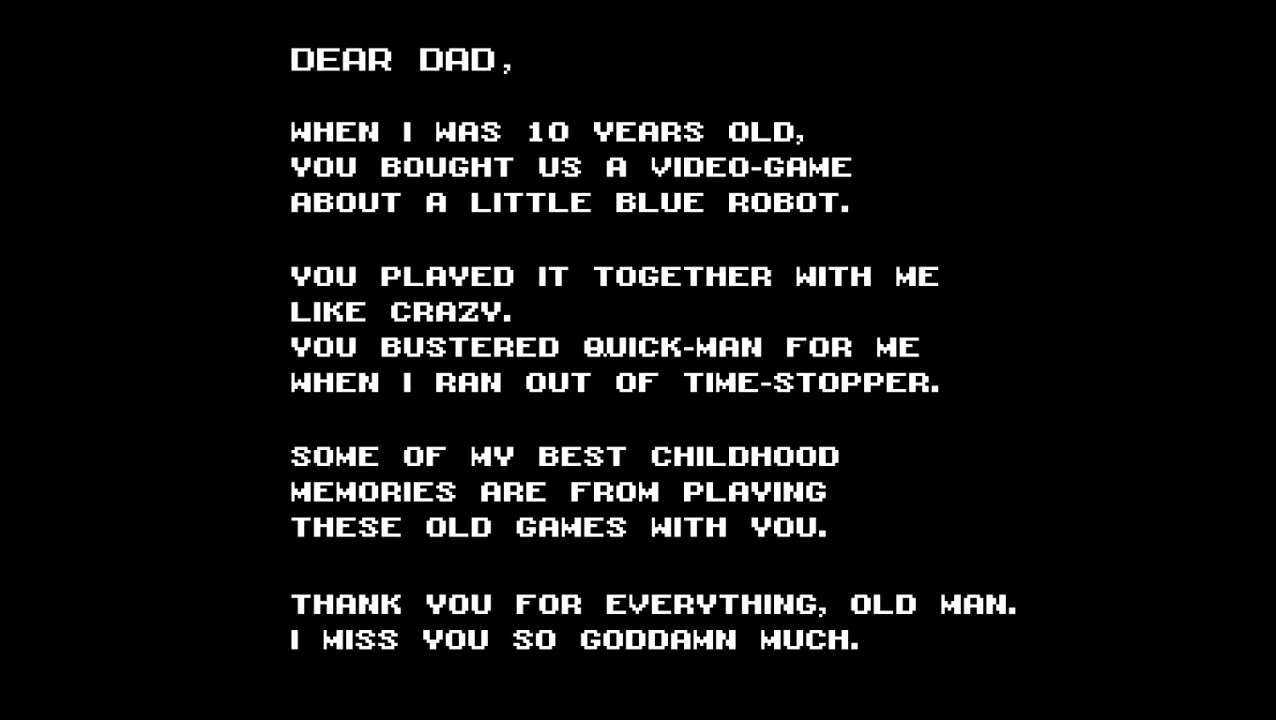 DEAR DAD,
WHEN I WAS 10 YEARS OLD,
YOU BOUGHT US A VIDEO-GAME
ABOUT A LITTLE BLUE ROBOT.
YOU PLAYED IT TOGETHER WITH ME
LIKE CRAZY.
YOU BUSTERED QUICK-MAN FOR ME
WHEN I RAN OUT OF TIME-STOPPER.
SOME OF MY BEST CHILDHOOD
MEMORIES ARE FROM PLAYING
THESE OLD GAMES WITH YOU.
THANK YOU FOR EVERYTHING, OLD MAN.
I MISS YOU SO GODDAMN MUCH.